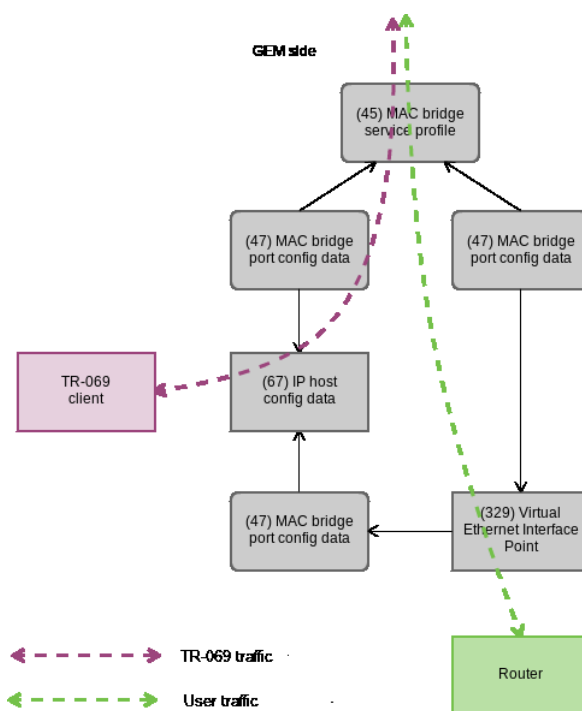 GEM side
(45) MAC bridge
service profile
(47) MAC bridge
port config data
(47) MAC bridge
port config data
TR-069
client
(67) IP host
config data
(47) MAC bridge
port config data
(329) Virtual
Ethernet Interface
Point
TR-069 traffic
Router
User traffic